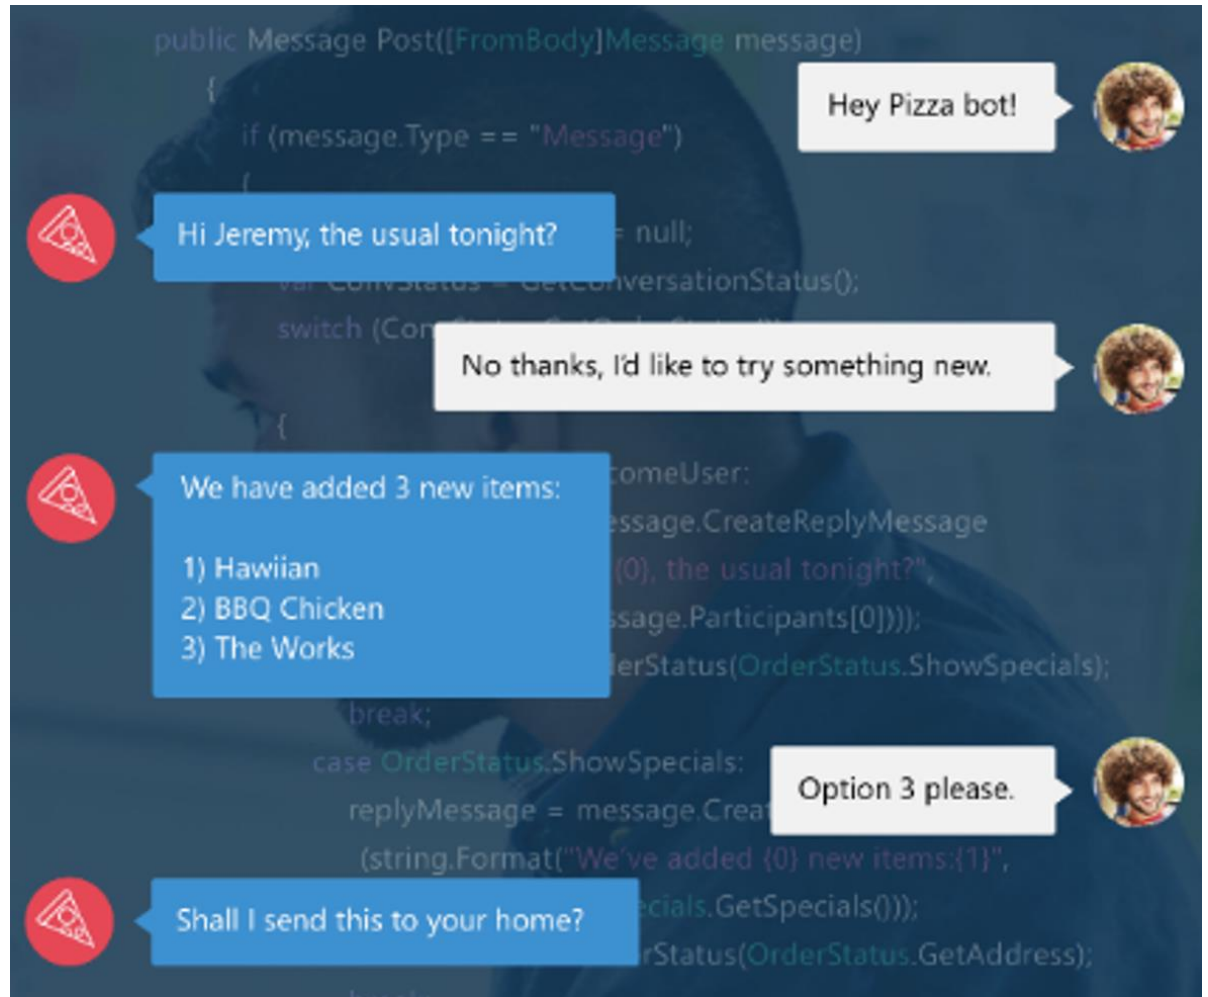 public Message Post([FromBody]Message message)
{
Hey Pizza bot!
if (message.Type == "Message")
{
Hi Jeremy, the usual tonight?
= null;
var ConvStatus = GetConversationStatus();
switch (Con
No thanks, I'd like to try something new.
{
We have added 3 new items:
comeUser:
essage.CreateReplyMessage
1) Hawiian
{0}, the usual tonight?",
2) BBQ Chicken
ssage.Participants[0])));
3) The Works
derStatus(OrderStatus.ShowSpecials);
break;
case OrderStatus.ShowSpecials:
Option 3 please.
replyMessage = message.Creat
(string.Format("We've added {0} new items:{1}",
Shall I send this to your home?
ecials.GetSpecials()));
rStatus(OrderStatus.GetAddress);